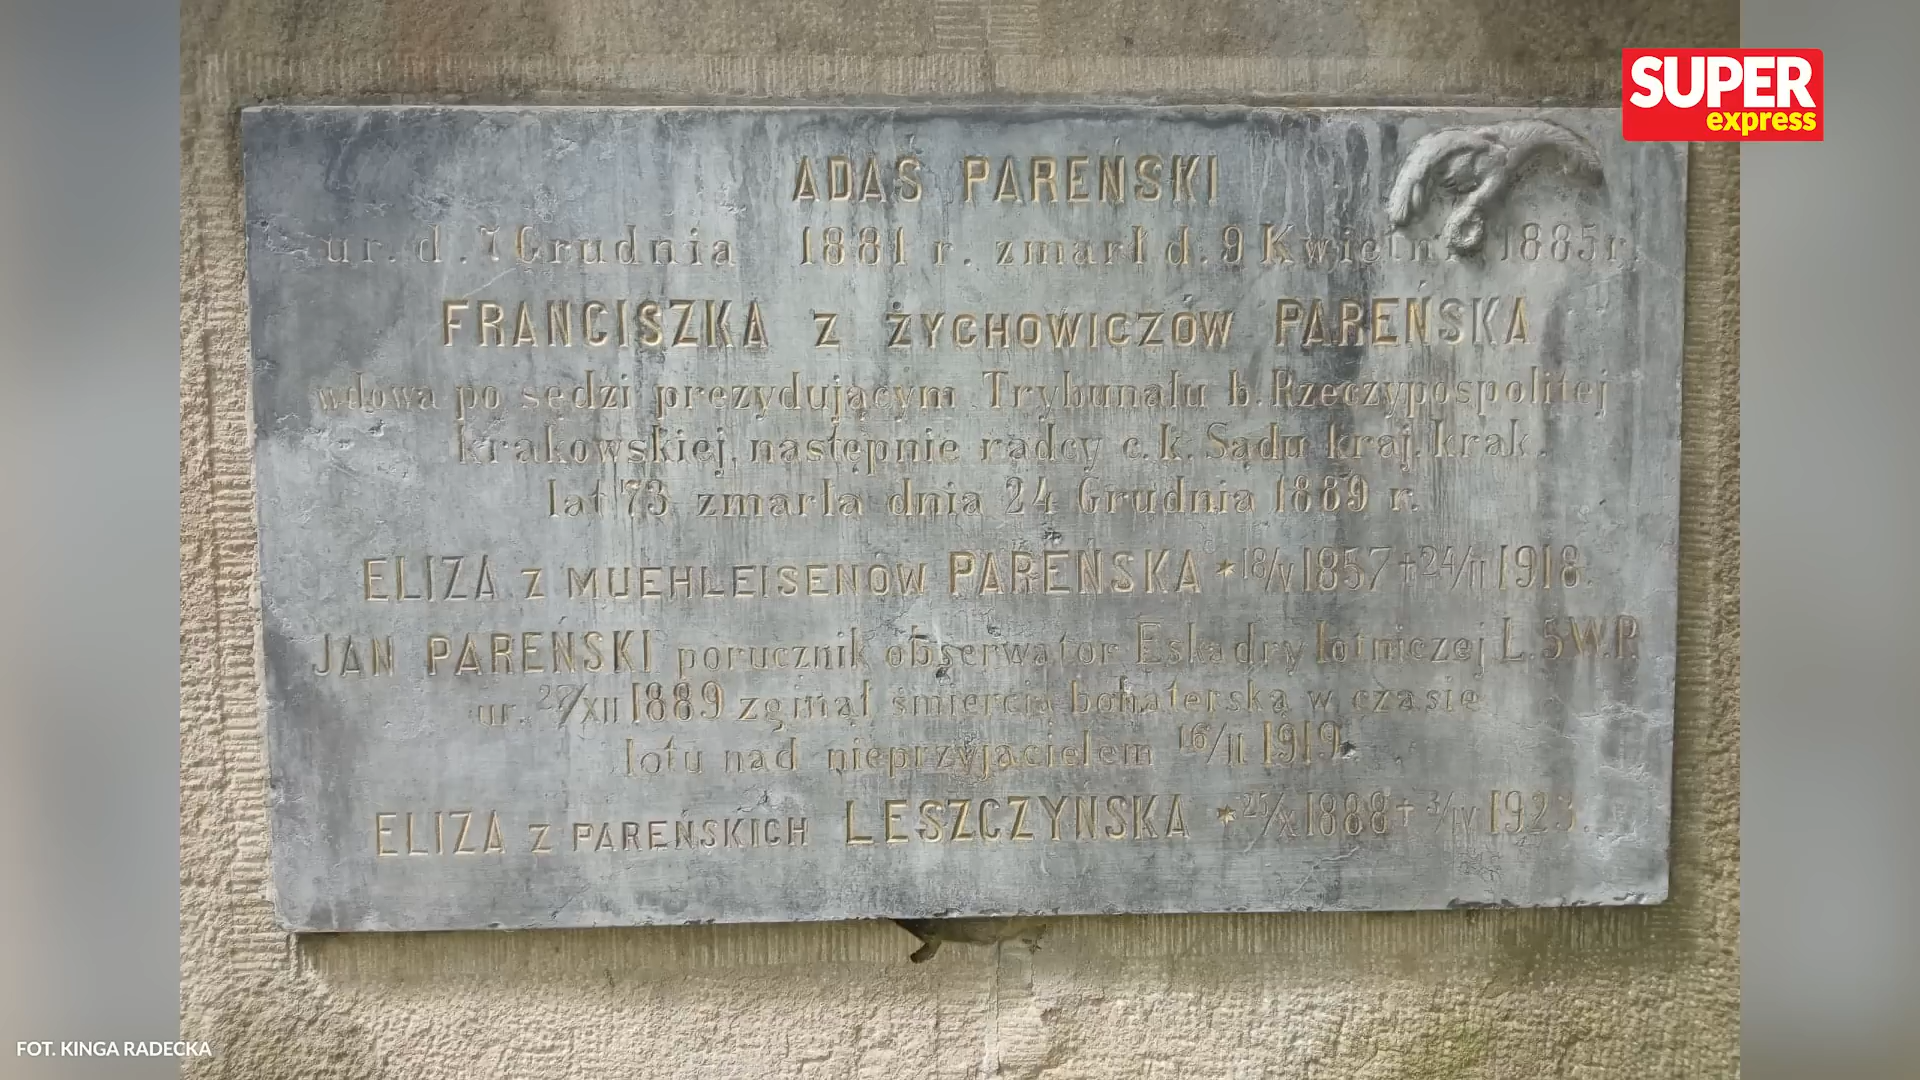 SUPER
express
ADAS PAREŃSKI
ur. d. 7 Grudnia 1881 r. zmarł d. 9 Kwietn 1885 r.
FRANCISZKA Z ŻYCHOWICZÓW PAREŃSKA
wdowa po sędzi prezydującym Trybunału b. Rzeczypospolitej
krakowskiej, następnie radcy c. k. Sądu kraj. krak.
lat 73 zmarła dnia 24 Grudnia 1889 r.
ELIZA Z MUEHLEISENÓW PAREŃSKA * 18/V 1857 † 24/II 1918.
JAN PAREŃSKI porucznik obserwator Eskadry lotniczej L. 5 W.P.
ur. 27/XII 1889 zginął śmiercią bohaterską w czasie
lotu nad nieprzyjacielem 16/II 1919.
ELIZA Z PAREŃSKICH LESZCZYŃSKA * 25/X 1888 † 3/IV 1923.
FOT. KINGA RADECKA